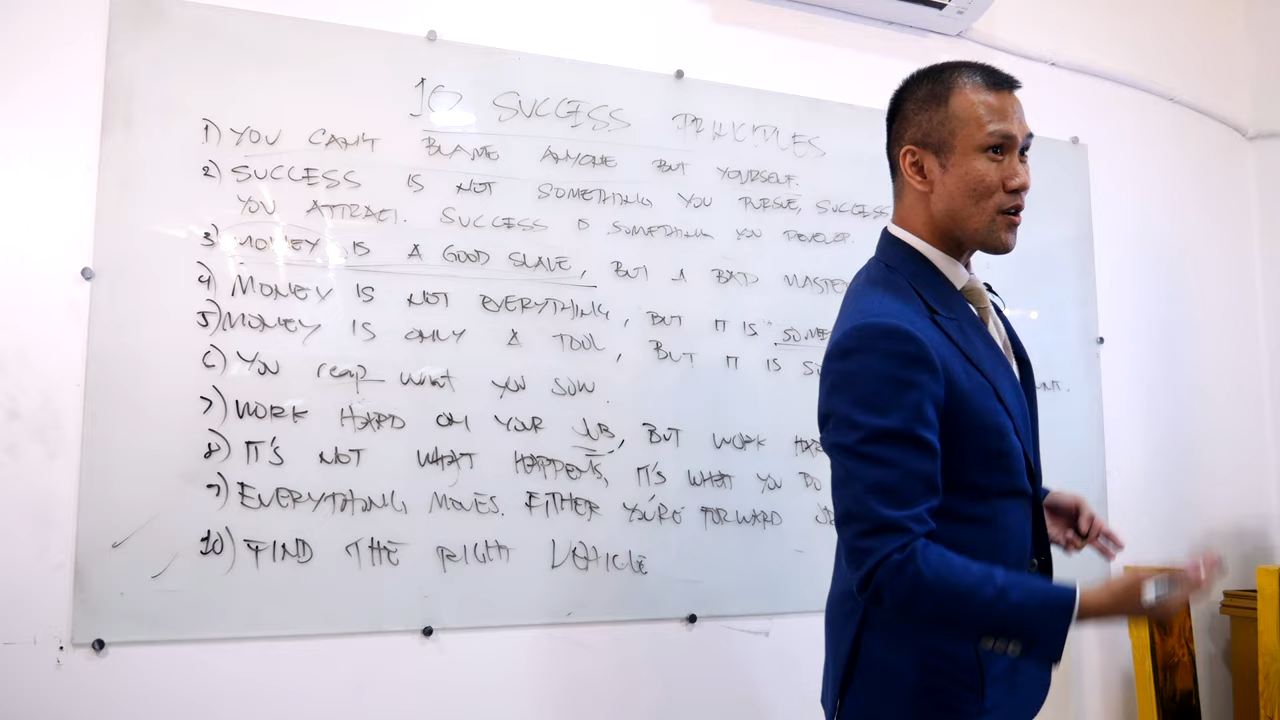 10 SUCCESS PRINCIPLES
1) YOU CAN'T BLAME ANYONE BUT YOURSELF.
2) SUCCESS IS NOT SOMETHING YOU PURSUE, SUCCESS
YOU ATTRACT. SUCCESS IS SOMETHING YOU DEVELOP.
3) MONEY IS A GOOD SLAVE, BUT A BAD MASTER
4) MONEY IS NOT EVERYTHING, BUT IT IS SOME
5) MONEY IS ONLY A TOOL, BUT IT IS
6) YOU reap what you SOW.
7) WORK HARD ON YOUR JOB, BUT WORK HAR
8) IT'S NOT WHAT HAPPENS, IT'S WHAT YOU DO
9) EVERYTHING MOVES. EITHER YOU'RE FORWARD OR
10) FIND THE RIGHT VEHICLE